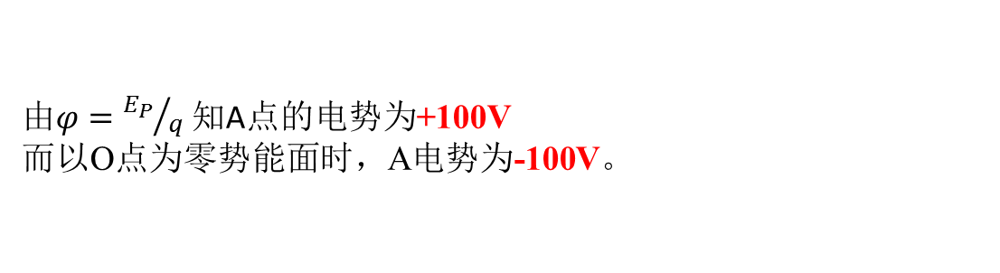 由φ = E_P/q 知A点的电势为+100V
而以O点为零势能面时，A电势为-100V。